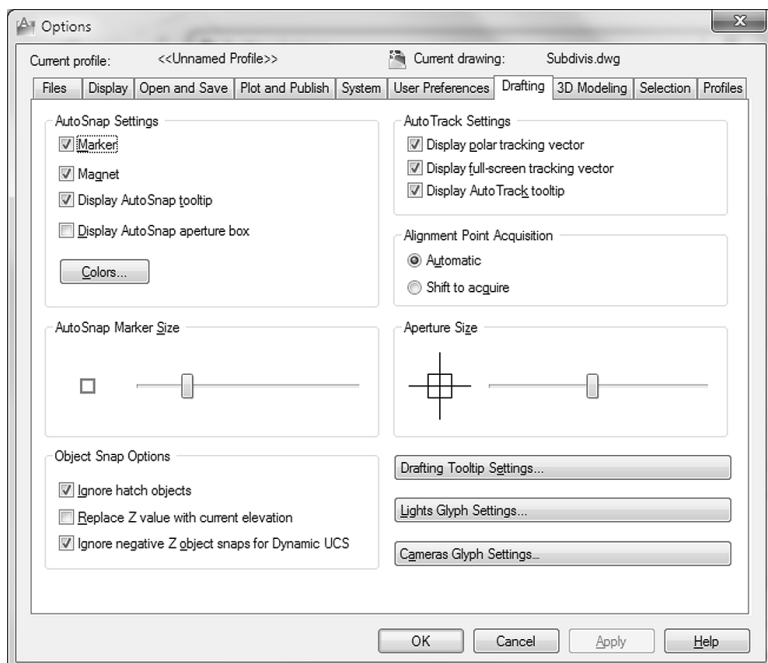 Options
Current profile: <<Unnamed Profile>> Current drawing: Subdivis.dwg
Files Display Open and Save Plot and Publish System User Preferences Drafting 3D Modeling Selection Profiles
AutoSnap Settings
Marker
Magnet
Display AutoSnap tooltip
Display AutoSnap aperture box
Colors...
AutoTrack Settings
Display polar tracking vector
Display full-screen tracking vector
Display AutoTrack tooltip
Alignment Point Acquisition
Automatic
Shift to acquire
AutoSnap Marker Size
Aperture Size
Object Snap Options
Ignore hatch objects
Replace Z value with current elevation
Ignore negative Z object snaps for Dynamic UCS
Drafting Tooltip Settings...
Lights Glyph Settings...
Cameras Glyph Settings...
OK Cancel Apply Help